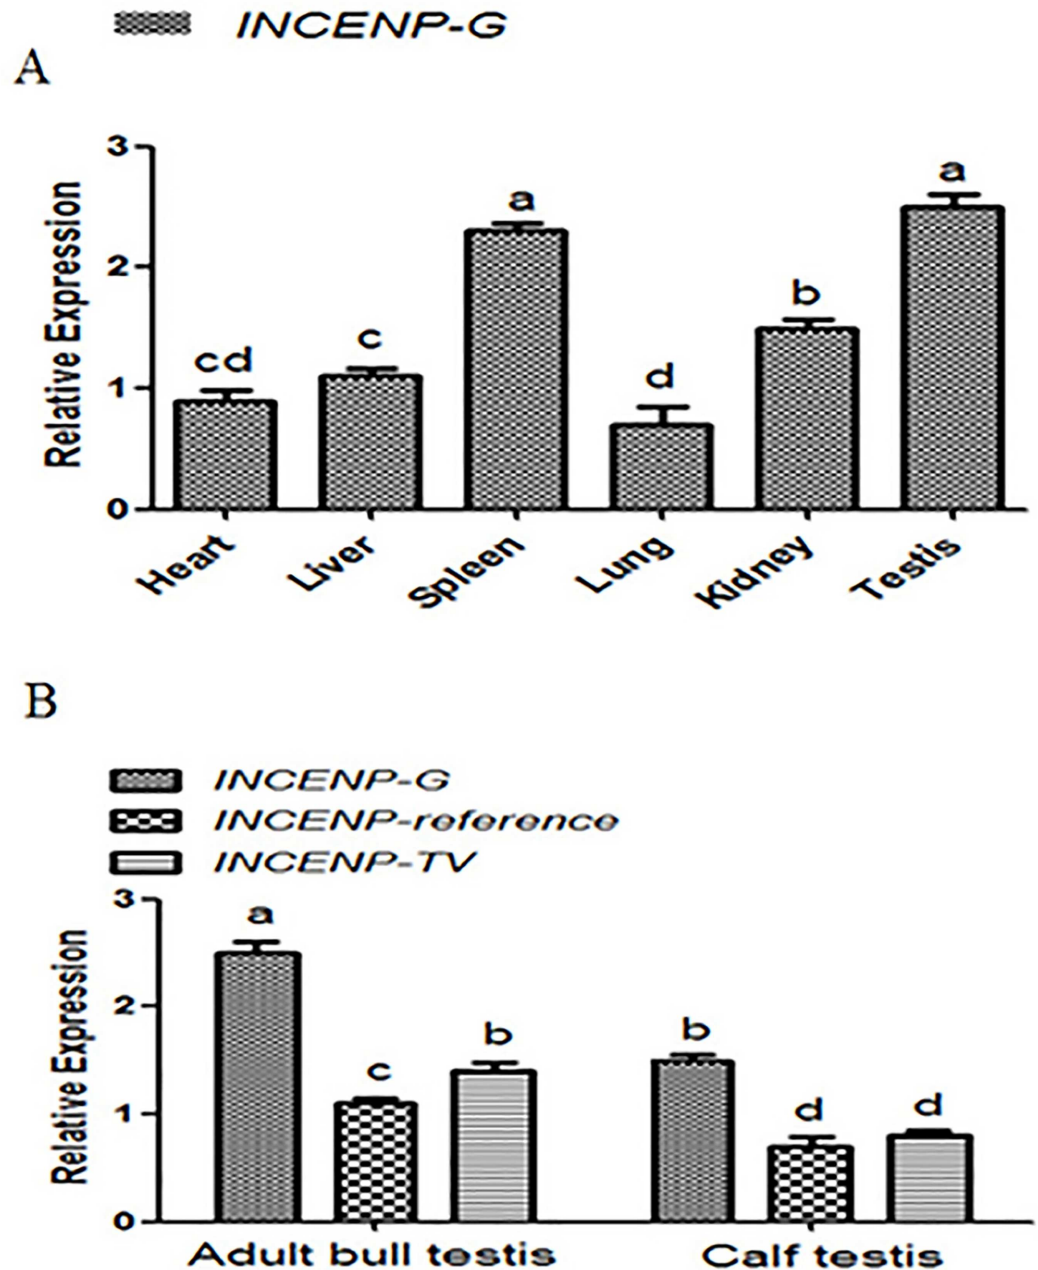 INCENP-G
A
Relative Expression
3
2
1
0
cd
c
a
d
b
a
Heart
Liver
Spleen
Lung
Kidney
Testis
B
INCENP-G
INCENP-reference
INCENP-TV
Relative Expression
3
2
1
0
a
c
b
b
d
d
Adult bull testis
Calf testis